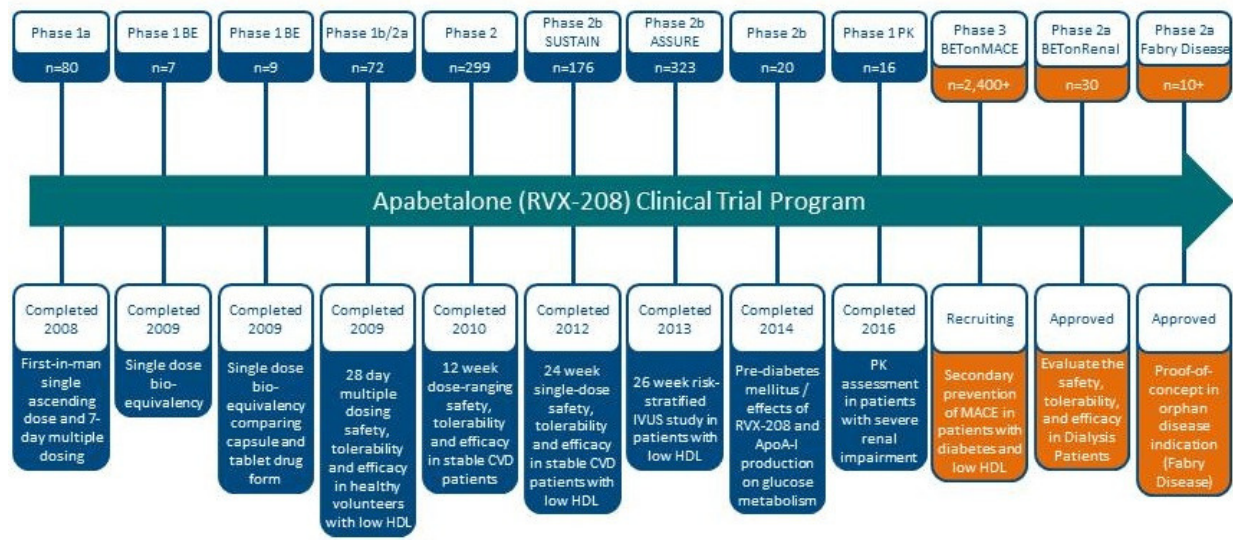 Phase 1a
n=80
Phase 1 BE
n=7
Phase 1 BE
n=9
Phase 1b/2a
n=72
Phase 2
n=299
Phase 2b
SUSTAIN
n=176
Phase 2b
ASSURE
n=323
Phase 2b
n=20
Phase 1 PK
n=16
Phase 3
BETonMACE
n=2,400+
Phase 2a
BETonRenal
n=30
Phase 2a
Fabry Disease
n=10+
Apabetalone (RVX-208) Clinical Trial Program
Completed
2008
First-in-man
single
ascending
dose and 7-
day multiple
dosing
Completed
2009
Single dose
bio-
equivalency
Completed
2009
Single dose
bio-
equivalency
comparing
capsule and
tablet drug
form
Completed
2009
28 day
multiple
dosing
safety,
tolerability
and efficacy
in healthy
volunteers
with low HDL
Completed
2010
12 week
dose-ranging
safety,
tolerability
and efficacy
in stable CVD
patients
Completed
2012
24 week
single-dose
safety,
tolerability
and efficacy in
stable CVD
patients with
low HDL
Completed
2013
26 week risk-
stratified
IVUS study in
patients with
low HDL
Completed
2014
Pre-diabetes
mellitus /
effects of
RVX-208 and
ApoA-I
production
on glucose
metabolism
Completed
2016
PK
assessment
in patients
with severe
renal
impairment
Recruiting
Secondary
prevention
of MACE in
patients with
diabetes and
low HDL
Approved
Evaluate the
safety,
tolerability,
and efficacy
in Dialysis
Patients
Approved
Proof-of-
concept in
orphan
disease
indication
(Fabry
Disease)